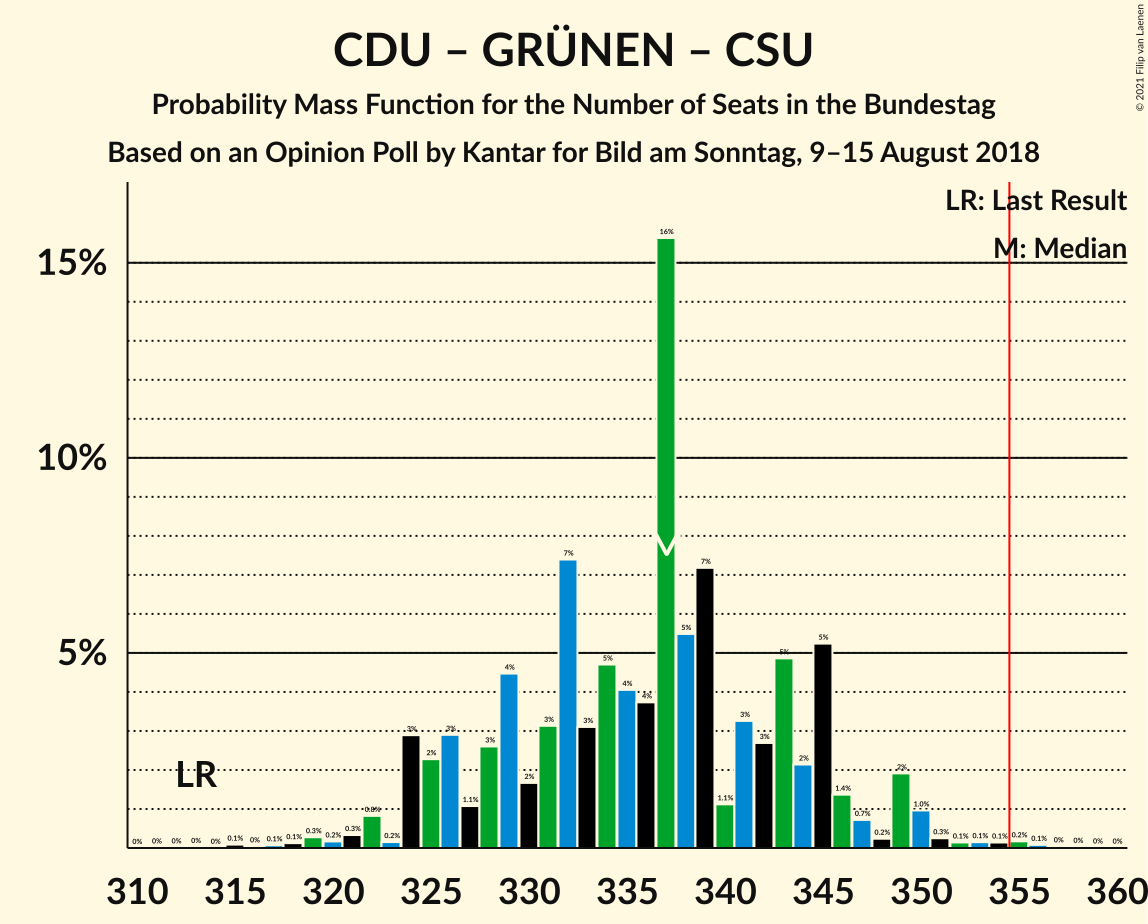 CDU – GRÜNEN – CSU
Probability Mass Function for the Number of Seats in the Bundestag
Based on an Opinion Poll by Kantar for Bild am Sonntag, 9–15 August 2018
© 2021 Filip van Laenen
LR: Last Result
M: Median
15%
10%
5%
LR
0% 0% 0% 0% 0% 0.1% 0% 0.1% 0.1% 0.3% 0.2% 0.3% 0.8% 0.2% 3% 2% 3% 1.1% 3% 4% 2% 3% 7% 3% 5% 4% 4% 16% 5% 7% 1.1% 3% 3% 5% 2% 5% 1.4% 0.7% 0.2% 2% 1.0% 0.3% 0.1% 0.1% 0.1% 0.2% 0.1% 0% 0% 0% 0%
310 315 320 325 330 335 340 345 350 355 360